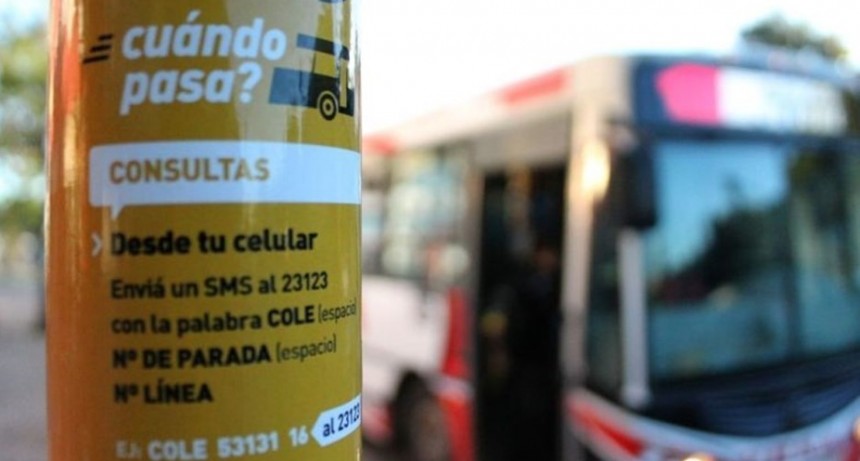 cuándo
pasa?
CONSULTAS
Desde tu celular
Enviá un SMS al 23123
con la palabra COLE (espacio)
Nº DE PARADA (espacio)
Nº LÍNEA
EJ: COLE 53131 16 al 23123